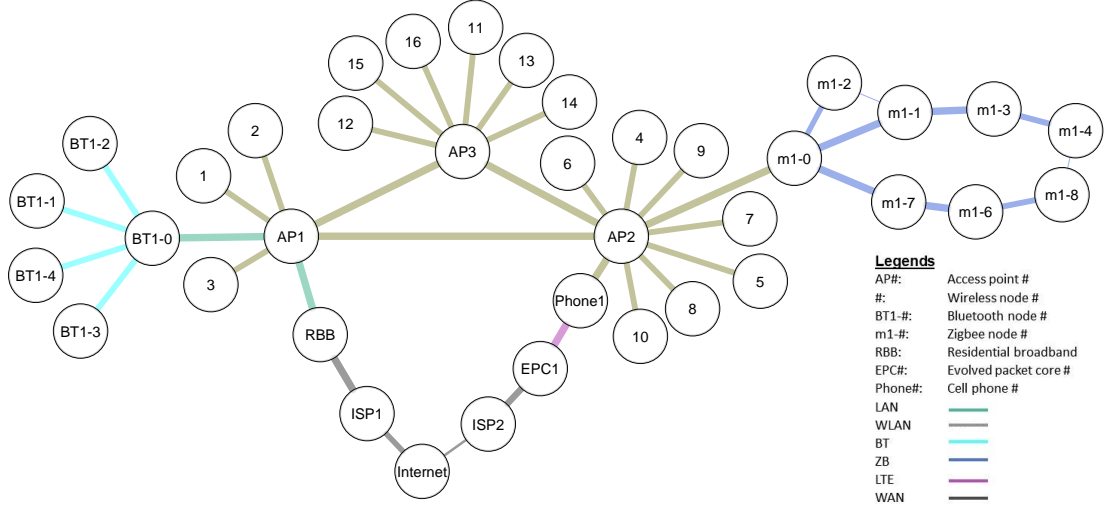 11
16
13
15
m1-2
14
m1-1
m1-3
12
2
4
m1-4
BT1-2
AP3
9
6
m1-0
1
BT1-1
m1-8
m1-7
m1-6
7
BT1-0
AP1
AP2
BT1-4
3
5
Phone1
8
BT1-3
RBB
10
EPC1
ISP1
ISP2
Internet
Legends
AP#: Access point #
#: Wireless node #
BT1-#: Bluetooth node #
m1-#: Zigbee node #
RBB: Residential broadband
EPC#: Evolved packet core #
Phone#: Cell phone #
LAN
WLAN
BT
ZB
LTE
WAN